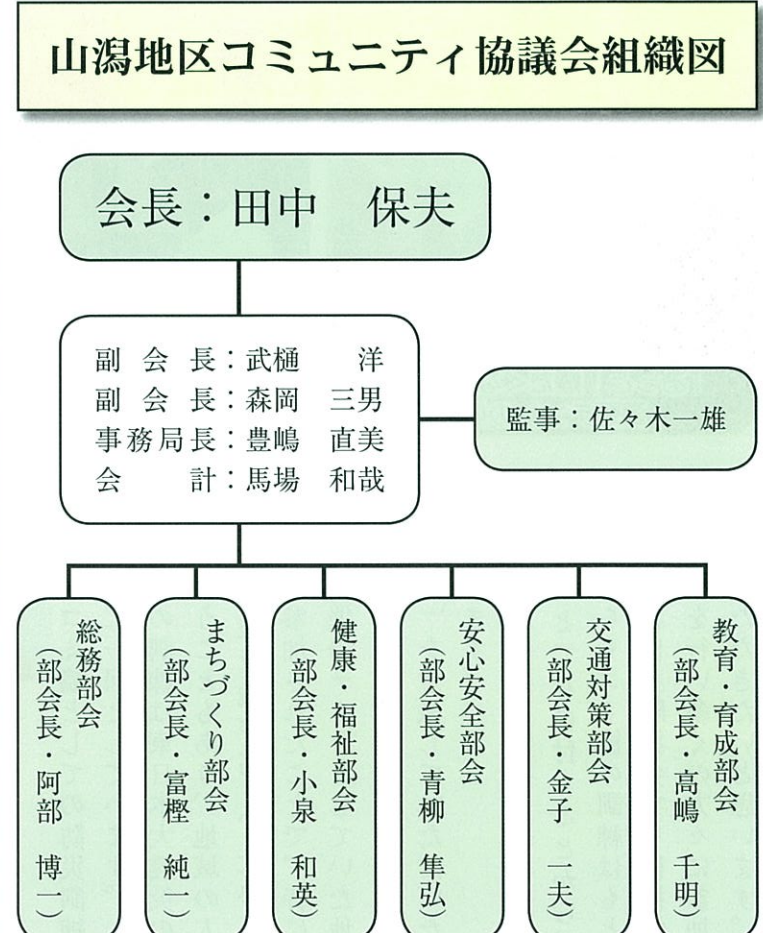 山潟地区コミュニティ協議会組織図
会長：田中　保夫
副会長：武樋　洋
副会長：森岡　三男
事務局長：豊嶋　直美
会計：馬場　和哉
監事：佐々木一雄
総務部会
（部会長・阿部　博一）
まちづくり部会
（部会長・富樫　純一）
健康・福祉部会
（部会長・小泉　和英）
安心安全部会
（部会長・青柳　隼弘）
交通対策部会
（部会長・金子　一夫）
教育・育成部会
（部会長・高嶋　千明）